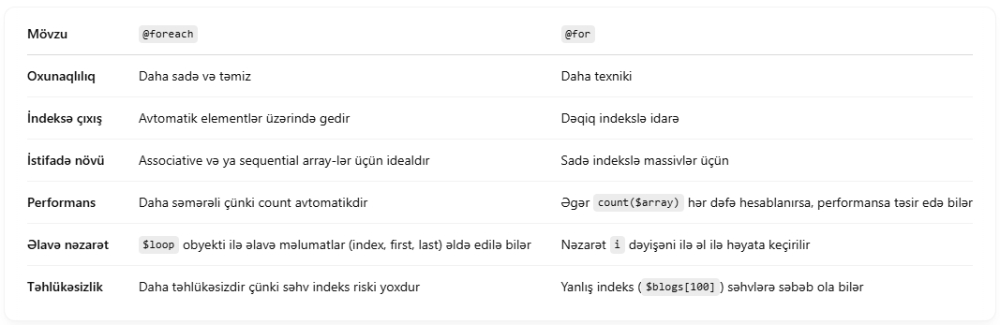 Mövzu @foreach @for
Oxunaqlılıq Daha sadə və təmiz Daha texniki
İndeksə çıxış Avtomatik elementlər üzərində gedir Dəqiq indekslə idarə
İstifadə növü Associative və ya sequential array-lər üçün idealdır Sadə indekslə massivlər üçün
Performans Daha səmərəli çünki count avtomatikdir Əgər count($array) hər dəfə hesablanırsa, performansa təsir edə bilər
Əlavə nəzarət $loop obyekti ilə əlavə məlumatlar (index, first, last) əldə edilə bilər Nəzarət i dəyişəni ilə əl ilə həyata keçirilir
Təhlükəsizlik Daha təhlükəsizdir çünki səhv indeks riski yoxdur Yanlış indeks ( $blogs[100] ) səhvlərə səbəb ola bilər